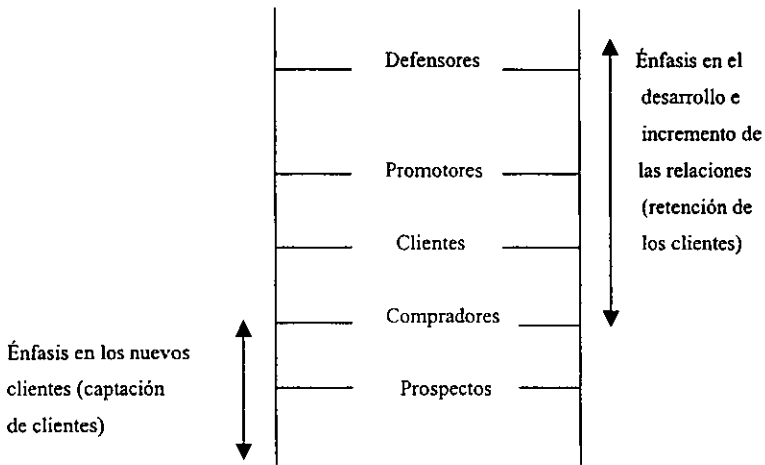 Defensores
Promotores
Clientes
Compradores
Prospectos
Énfasis en el
desarrollo e
incremento de
las relaciones
(retención de
los clientes)
Énfasis en los nuevos
clientes (captación
de clientes)